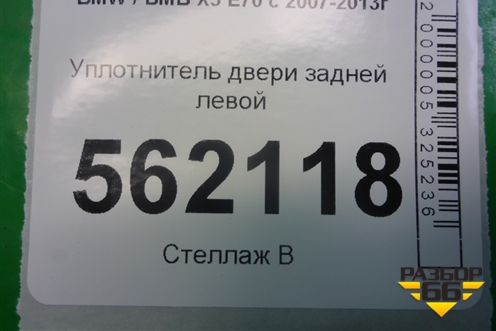 BMW / БМВ X5 E70 с 2007-2013г
Уплотнитель двери задней
левой
562118
Стеллаж В
2000005325236
РАЗБОР
66